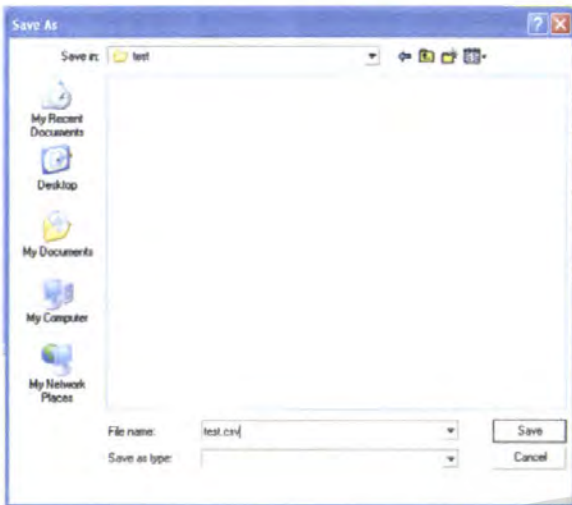 Save As
Save in: test
My Recent
Documents
Desktop
My Documents
My Computer
My Network
Places
File name: test.csv Save
Save as type: Cancel